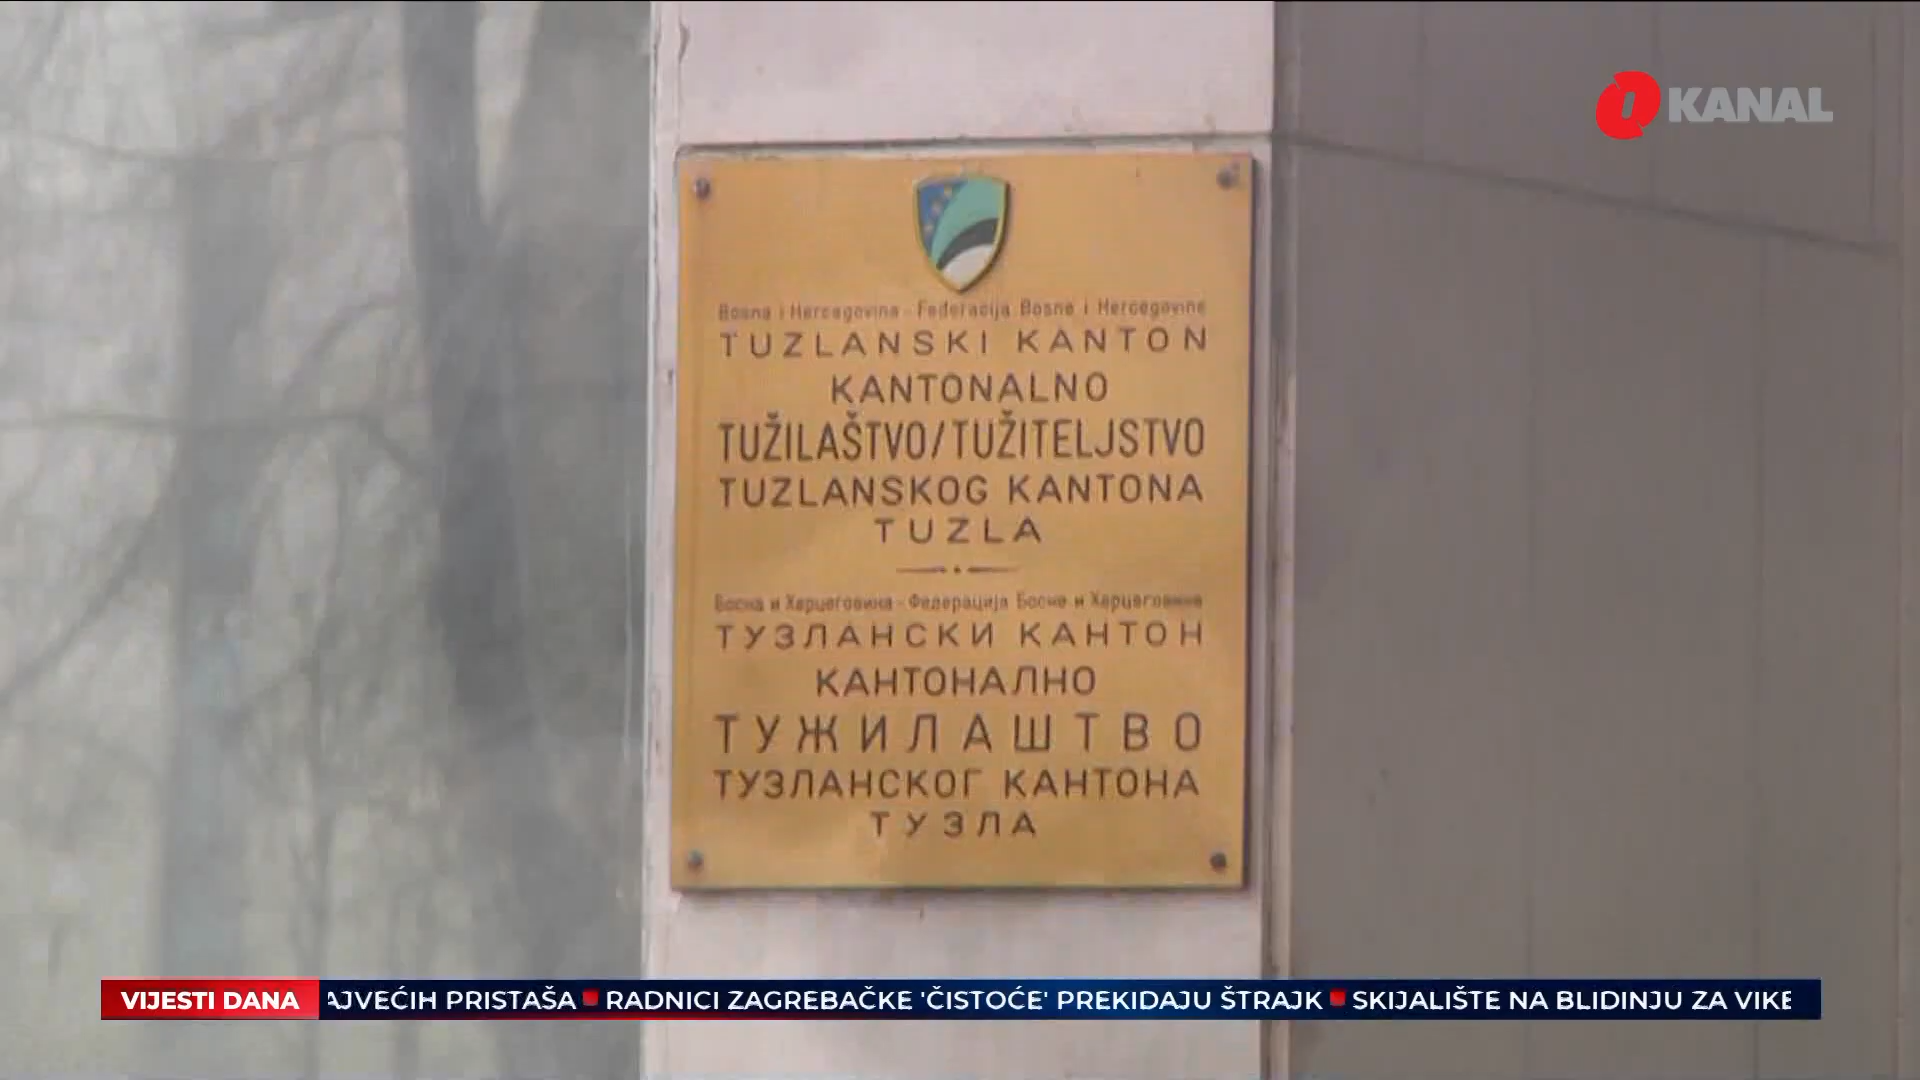 O KANAL
Bosna i Hercegovina - Federacija Bosne i Hercegovine
TUZLANSKI KANTON
KANTONALNO
TUŽILAŠTVO/TUŽITELJSTVO
TUZLANSKOG KANTONA
TUZLA
Босна и Херцеговина - Федерација Босне и Херцеговине
ТУЗЛАНСКИ КАНТОН
КАНТОНАЛНО
ТУЖИЛАШТВО
ТУЗЛАНСКОГ КАНТОНА
ТУЗЛА
VIJESTI DANA AJVEĆIH PRISTAŠA RADNICI ZAGREBAČKE 'ČISTOĆE' PREKIDAJU ŠTRAJK SKIJALIŠTE NA BLIDINJU ZA VIKE